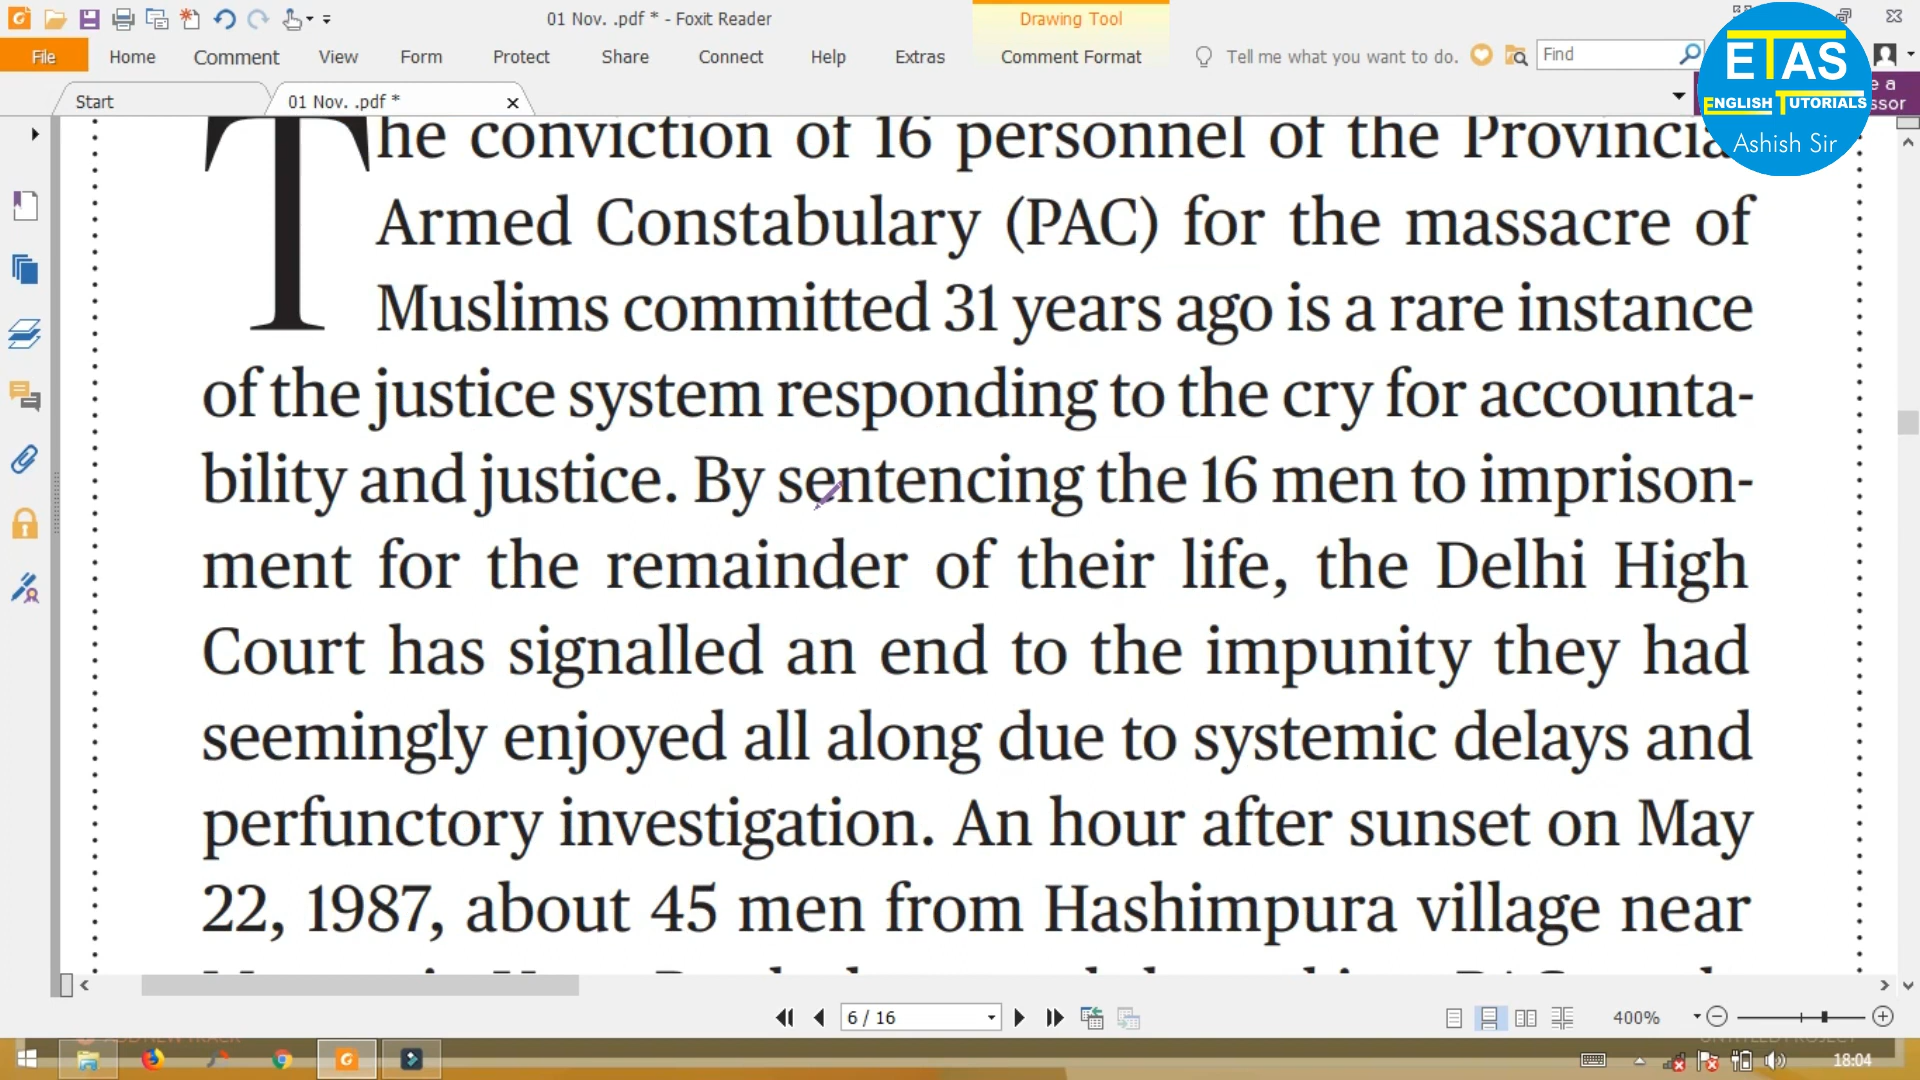 01 Nov. .pdf * - Foxit Reader
Drawing Tool
File Home Comment View Form Protect Share Connect Help Extras Comment Format Tell me what you want to do. Find
Start 01 Nov. .pdf *
ETAS
ENGLISH TUTORIALS
Ashish Sir
e a
ssor
The conviction of 16 personnel of the Provincia
Armed Constabulary (PAC) for the massacre of
Muslims committed 31 years ago is a rare instance
of the justice system responding to the cry for accounta-
bility and justice. By sentencing the 16 men to imprison-
ment for the remainder of their life, the Delhi High
Court has signalled an end to the impunity they had
seemingly enjoyed all along due to systemic delays and
perfunctory investigation. An hour after sunset on May
22, 1987, about 45 men from Hashimpura village near
6 / 16
400%
18:04